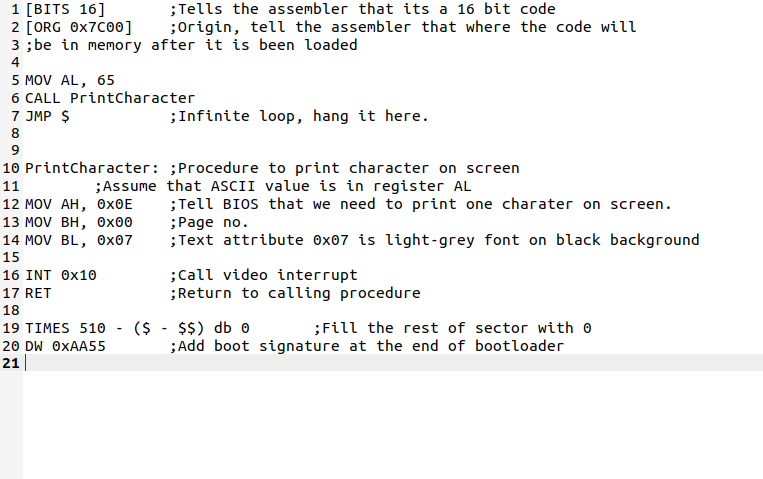 1 [BITS 16]       ;Tells the assembler that its a 16 bit code
2 [ORG 0x7C00]    ;Origin, tell the assembler that where the code will
3 ;be in memory after it is been loaded
4
5 MOV AL, 65
6 CALL PrintCharacter
7 JMP $           ;Infinite loop, hang it here.
8
9
10 PrintCharacter: ;Procedure to print character on screen
11         ;Assume that ASCII value is in register AL
12 MOV AH, 0x0E    ;Tell BIOS that we need to print one charater on screen.
13 MOV BH, 0x00    ;Page no.
14 MOV BL, 0x07    ;Text attribute 0x07 is light-grey font on black background
15
16 INT 0x10        ;Call video interrupt
17 RET             ;Return to calling procedure
18
19 TIMES 510 - ($ - $$) db 0       ;Fill the rest of sector with 0
20 DW 0xAA55       ;Add boot signature at the end of bootloader
21